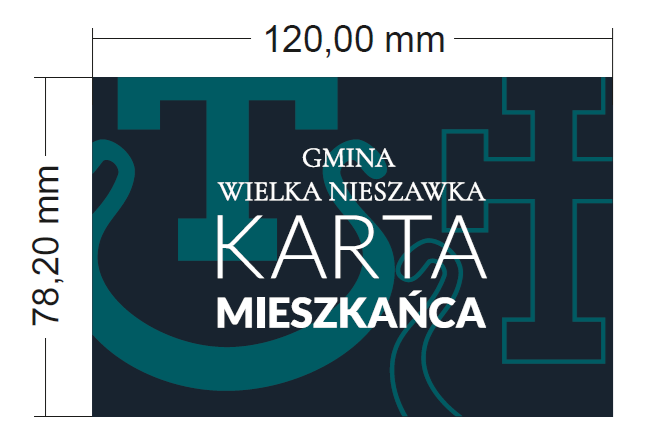 120,00 mm
78,20 mm
GMINA
WIELKA NIESZAWKA
KARTA
MIESZKAŃCA